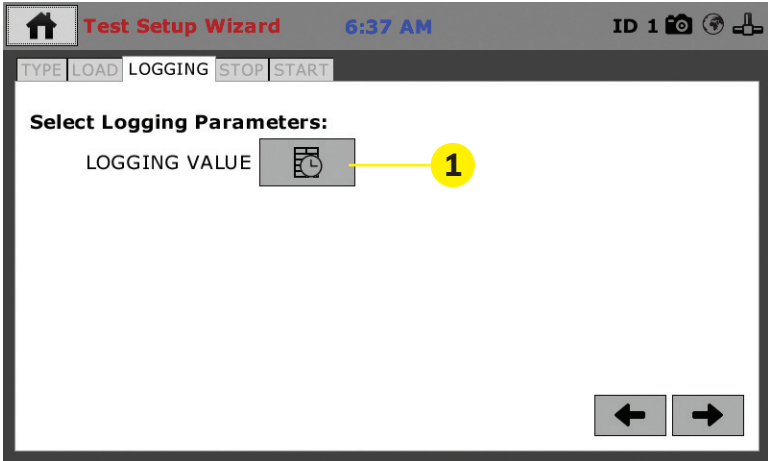 Test Setup Wizard 6:37 AM ID 1
TYPE LOAD LOGGING STOP START
Select Logging Parameters:
LOGGING VALUE 1